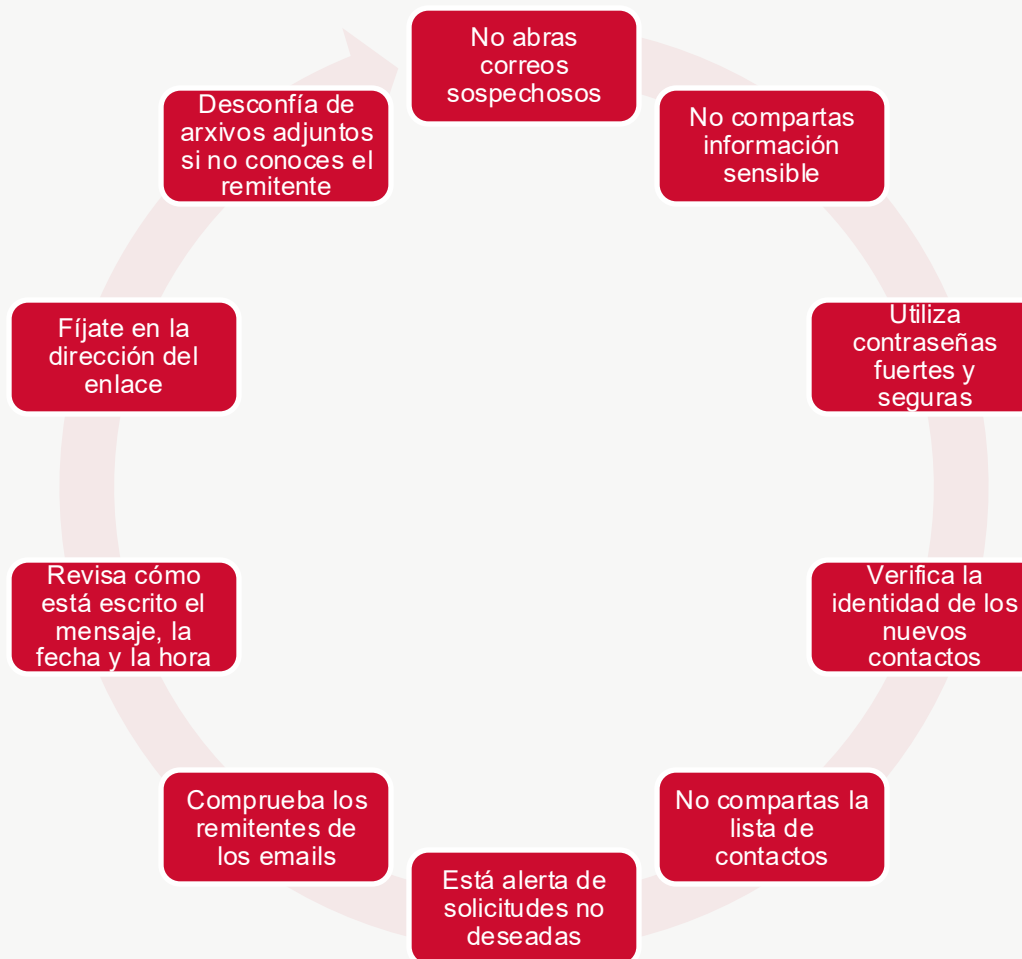 No abras
correos
sospechosos
No compartas
información
sensible
Utiliza
contraseñas
fuertes y
seguras
Verifica la
identidad de los
nuevos
contactos
No compartas la
lista de
contactos
Está alerta de
solicitudes no
deseadas
Comprueba los
remitentes de
los emails
Revisa cómo
está escrito el
mensaje, la
fecha y la hora
Fíjate en la
dirección del
enlace
Desconfía de
arxivos adjuntos
si no conoces el
remitente